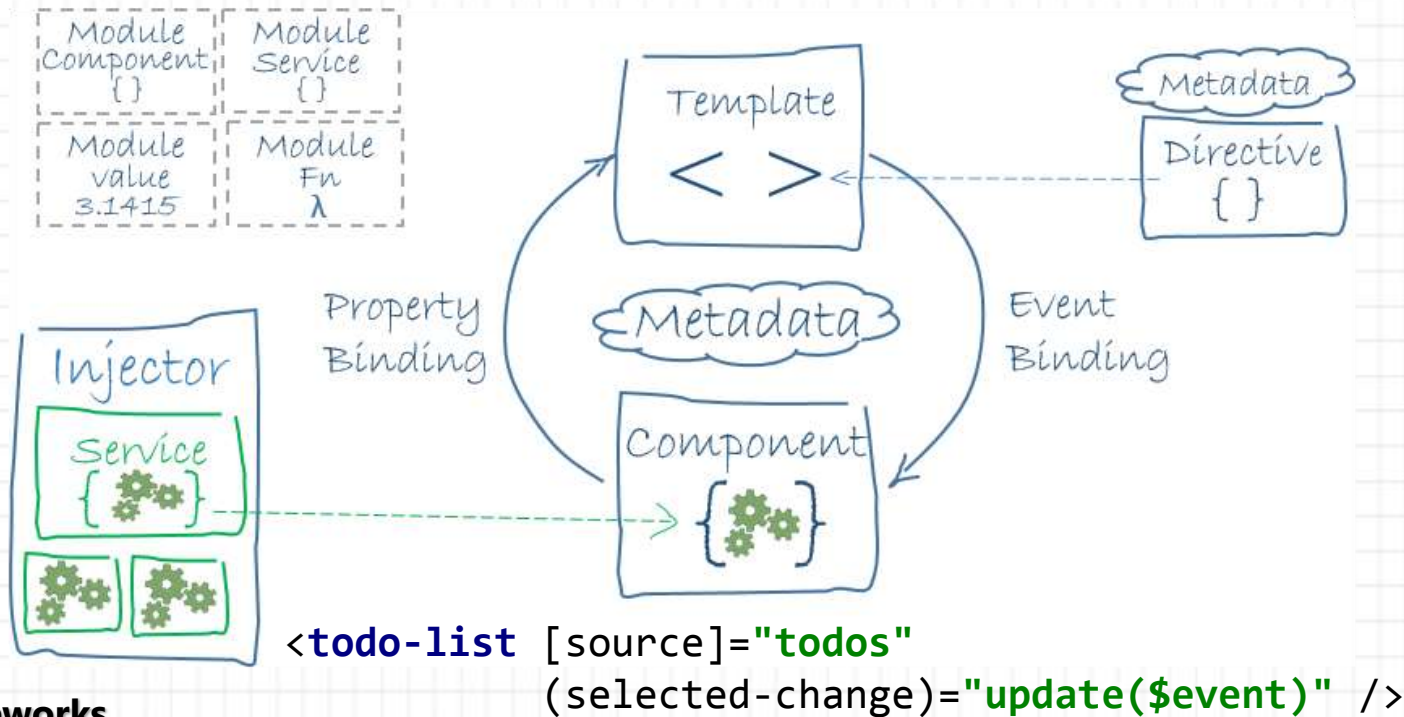 Module
Component
{ }
Module
Service
{ }
Module
value
3.1415
Module
Fn
λ
Template
< >
Metadata
Directive
{ }
Property
Binding
Metadata
Event
Binding
Injector
Service
{ }
Component
{ }
<todo-list [source]="todos"
(selected-change)="update($event)" />